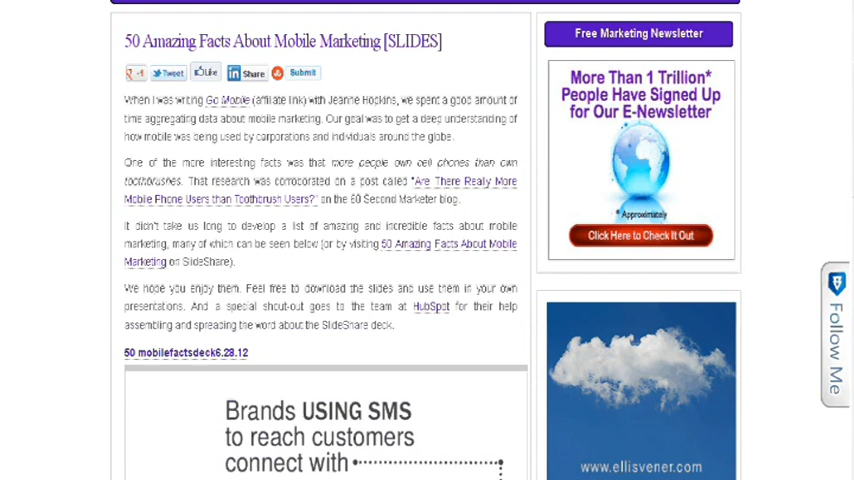 50 Amazing Facts About Mobile Marketing [SLIDES]
+1 Tweet Like Share Submit
When I was writing Go Mobile (affiliate link) with Jeanne Hopkins, we spent a good amount of
time aggregating data about mobile marketing. Our goal was to get a deep understanding of
how mobile was being used by corporations and individuals around the globe.
One of the more interesting facts was that more people own cell phones than own
toothbrushes. That research was corroborated on a post called "Are There Really More
Mobile Phone Users than Toothbrush Users?" on the 60 Second Marketer blog.
It didn't take us long to develop a list of amazing and incredible facts about mobile
marketing, many of which can be seen below (or by visiting 50 Amazing Facts About Mobile
Marketing on SlideShare).
We hope you enjoy them. Feel free to download the slides and use them in your own
presentations. And a special shout-out goes to the team at HubSpot for their help
assembling and spreading the word about the SlideShare deck.
50 mobilefactsdeck6.28.12
Brands USING SMS
to reach customers
connect with
Free Marketing Newsletter
More Than 1 Trillion*
People Have Signed Up
for Our E-Newsletter
* Approximately
Click Here to Check It Out
www.ellisvener.com
Follow Me